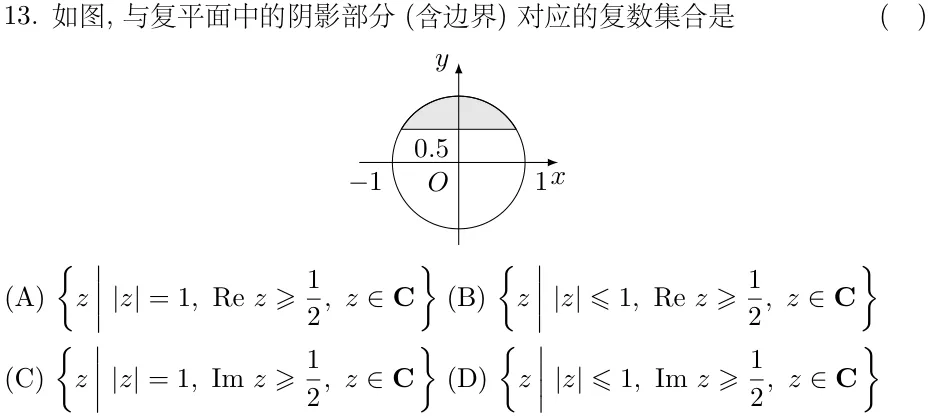 13. 如图, 与复平面中的阴影部分 (含边界) 对应的复数集合是 ( )
y
0.5
−1 O 1 x
(A) { z | |z| = 1, Re z ⩾ 1/2, z ∈ C } (B) { z | |z| ⩽ 1, Re z ⩾ 1/2, z ∈ C }
(C) { z | |z| = 1, Im z ⩾ 1/2, z ∈ C } (D) { z | |z| ⩽ 1, Im z ⩾ 1/2, z ∈ C }